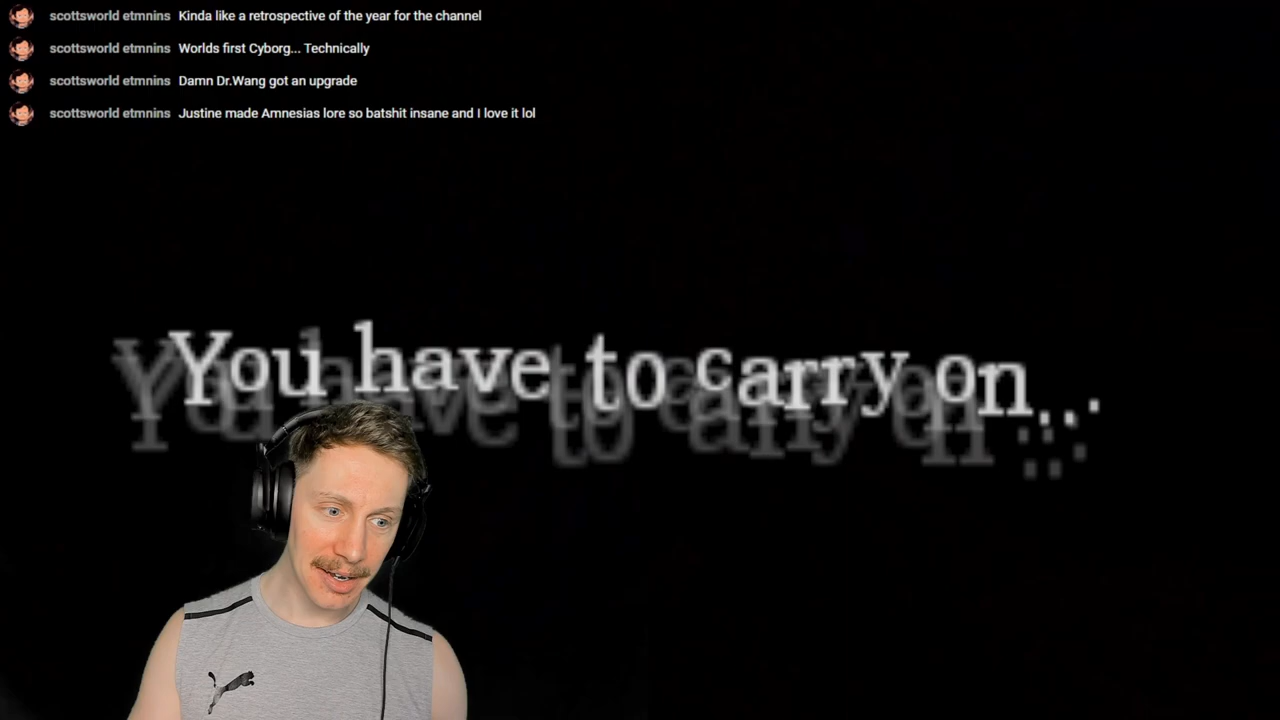 scottsworld etmnins Kinda like a retrospective of the year for the channel
scottsworld etmnins Worlds first Cyborg... Technically
scottsworld etmnins Damn Dr.Wang got an upgrade
scottsworld etmnins Justine made Amnesias lore so batshit insane and I love it lol
You have to carry on...